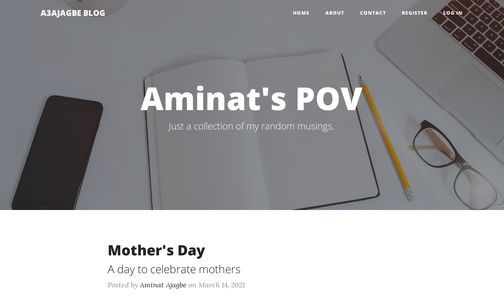 A3AJAGBE BLOG
HOME ABOUT CONTACT REGISTER LOG IN
Aminat's POV
Just a collection of my random musings.
Mother's Day
A day to celebrate mothers
Posted by Aminat Ajagbe on March 14, 2021